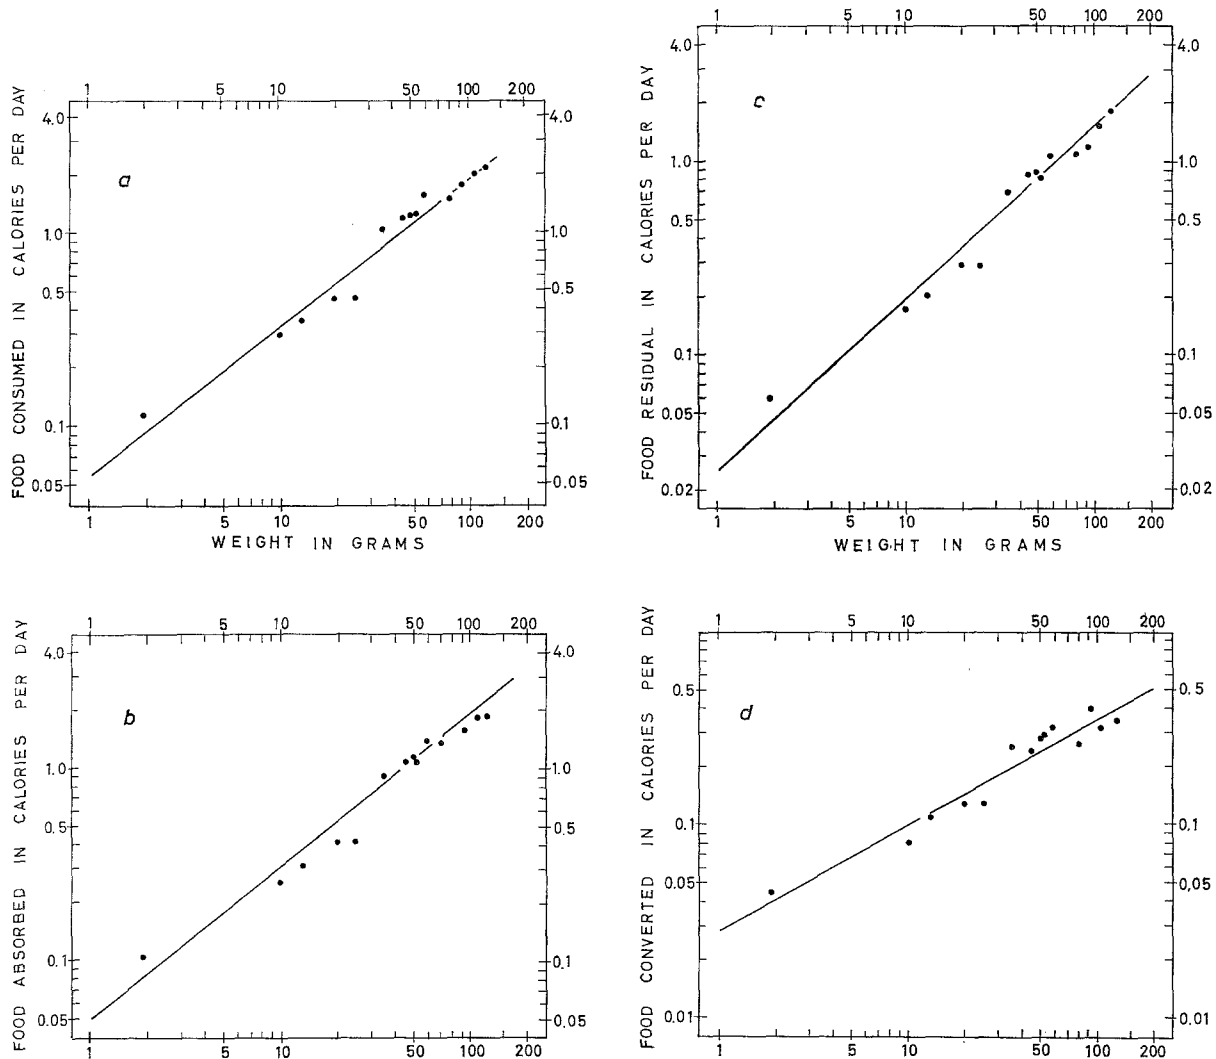 1 5 10 50 100 200
FOOD CONSUMED IN CALORIES PER DAY
a
4.0
1.0
0.5
0.1
0.05
4.0
1.0
0.5
0.1
0.05
1 5 10 50 100 200
WEIGHT IN GRAMS
1 5 10 50 100 200
FOOD RESIDUAL IN CALORIES PER DAY
c
4.0
1.0
0.5
0.1
0.05
0.02
4.0
1.0
0.5
0.1
0.05
0.02
1 5 10 50 100 200
WEIGHT IN GRAMS
1 5 10 50 100 200
FOOD ABSORBED IN CALORIES PER DAY
b
4.0
1.0
0.5
0.1
0.05
4.0
1.0
0.5
0.1
0.05
1 5 10 50 100 200
1 5 10 50 100 200
FOOD CONVERTED IN CALORIES PER DAY
d
0.5
0.1
0.05
0.01
0.5
0.1
0,05
0.01
1 5 10 50 100 200